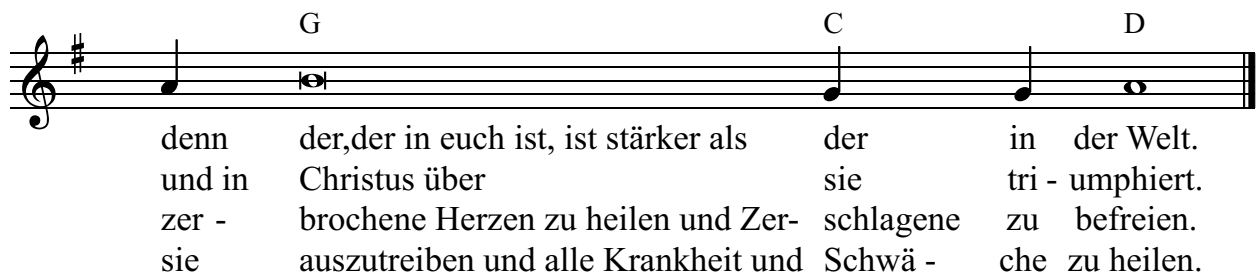 G C D
denn der,der in euch ist, ist stärker als der in der Welt.
und in Christus über sie tri - umphiert.
zer - brochene Herzen zu heilen und Zer- schlagene zu befreien.
sie auszutreiben und alle Krankheit und Schwä - che zu heilen.